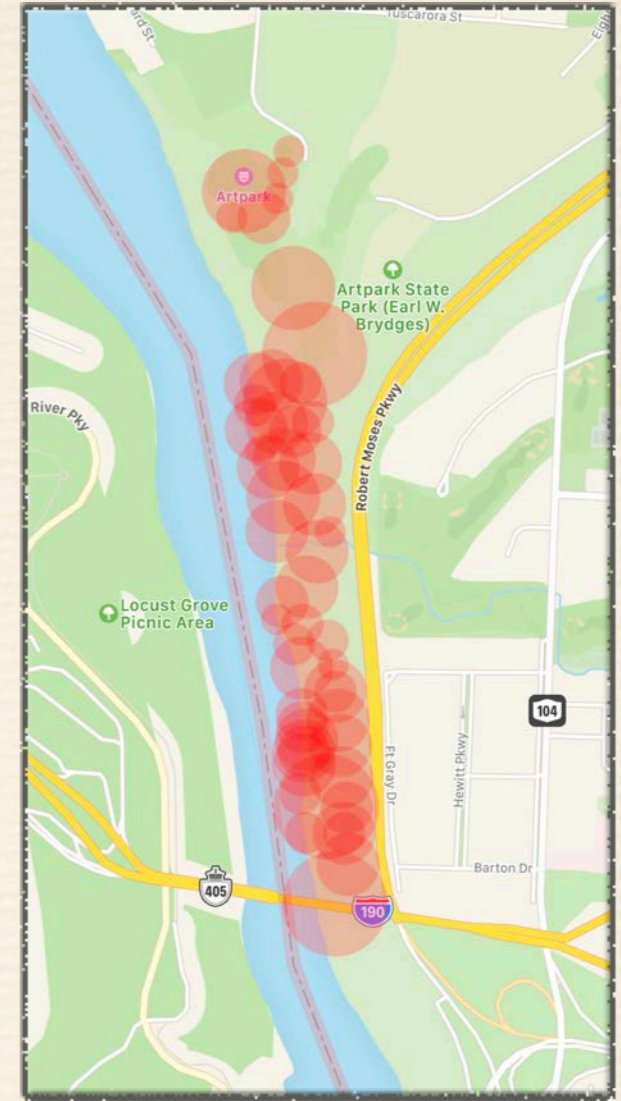 Tuscarora St
Artpark
Artpark State
Park (Earl W.
Brydges)
River Pky
Robert Moses Pkwy
Locust Grove
Picnic Area
104
Ft Gray Dr
Hewitt Pkwy
Barton Dr
405
190